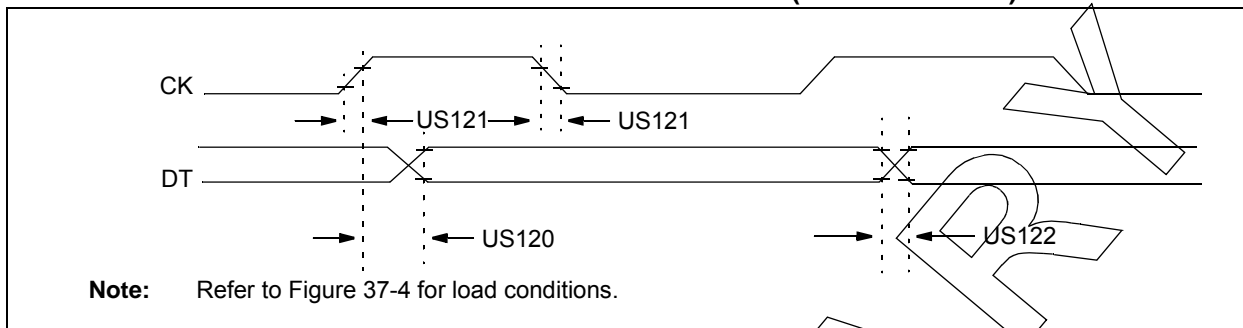 CK
US121
US121
DT
US120
US122
Note: Refer to Figure 37-4 for load conditions.